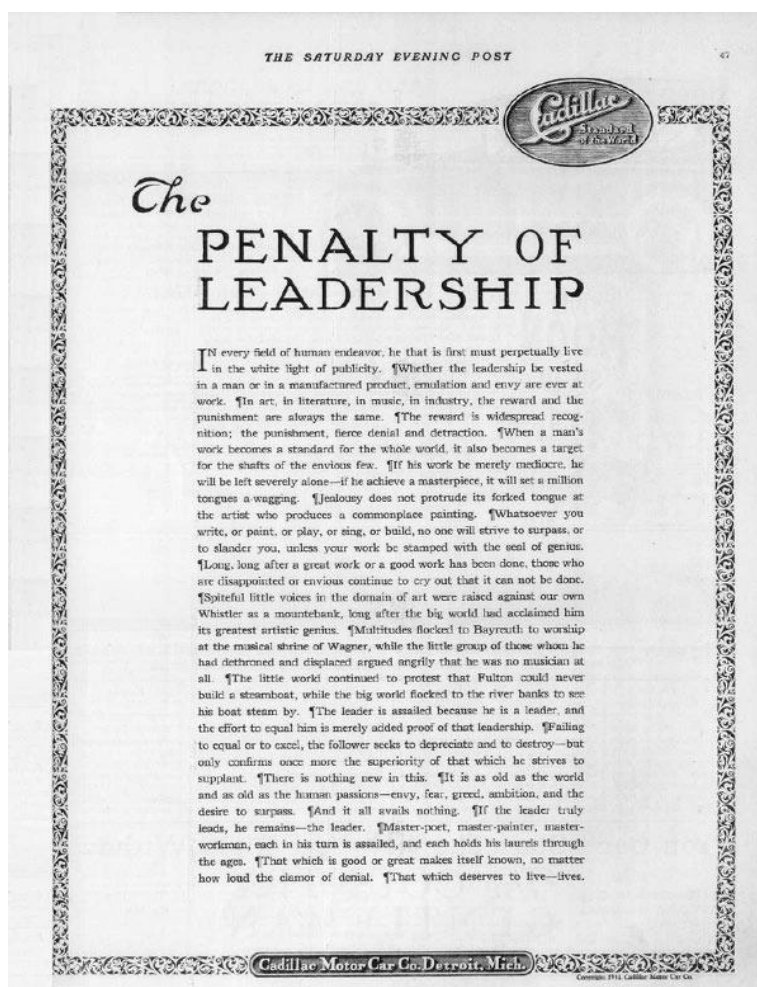 THE SATURDAY EVENING POST
47
Cadillac
Standard
of the World
The
PENALTY OF
LEADERSHIP
IN every field of human endeavor, he that is first must perpetually live
in the white light of publicity. ¶Whether the leadership be vested
in a man or in a manufactured product, emulation and envy are ever at
work. ¶In art, in literature, in music, in industry, the reward and the
punishment are always the same. ¶The reward is widespread recog-
nition; the punishment, fierce denial and detraction. ¶When a man's
work becomes a standard for the whole world, it also becomes a target
for the shafts of the envious few. ¶If his work be merely mediocre, he
will be left severely alone—if he achieve a masterpiece, it will set a million
tongues a-wagging. ¶Jealousy does not protrude its forked tongue at
the artist who produces a commonplace painting. ¶Whatsoever you
write, or paint, or play, or sing, or build, no one will strive to surpass, or
to slander you, unless your work be stamped with the seal of genius.
¶Long, long after a great work or a good work has been done, those who
are disappointed or envious continue to cry out that it can not be done.
¶Spiteful little voices in the domain of art were raised against our own
Whistler as a mountebank, long after the big world had acclaimed him
its greatest artistic genius. ¶Multitudes flocked to Bayreuth to worship
at the musical shrine of Wagner, while the little group of those whom he
had dethroned and displaced argued angrily that he was no musician at
all. ¶The little world continued to protest that Fulton could never
build a steamboat, while the big world flocked to the river banks to see
his boat steam by. ¶The leader is assailed because he is a leader, and
the effort to equal him is merely added proof of that leadership. ¶Failing
to equal or to excel, the follower seeks to depreciate and to destroy—but
only confirms once more the superiority of that which he strives to
supplant. ¶There is nothing new in this. ¶It is as old as the world
and as old as the human passions—envy, fear, greed, ambition, and the
desire to surpass. ¶And it all avails nothing. ¶If the leader truly
leads, he remains—the leader. ¶Master-poet, master-painter, master-
workman, each in his turn is assailed, and each holds his laurels through
the ages. ¶That which is good or great makes itself known, no matter
how loud the clamor of denial. ¶That which deserves to live—lives.
Cadillac Motor Car Co. Detroit, Mich.
Copyright Cadillac Motor Car Co.